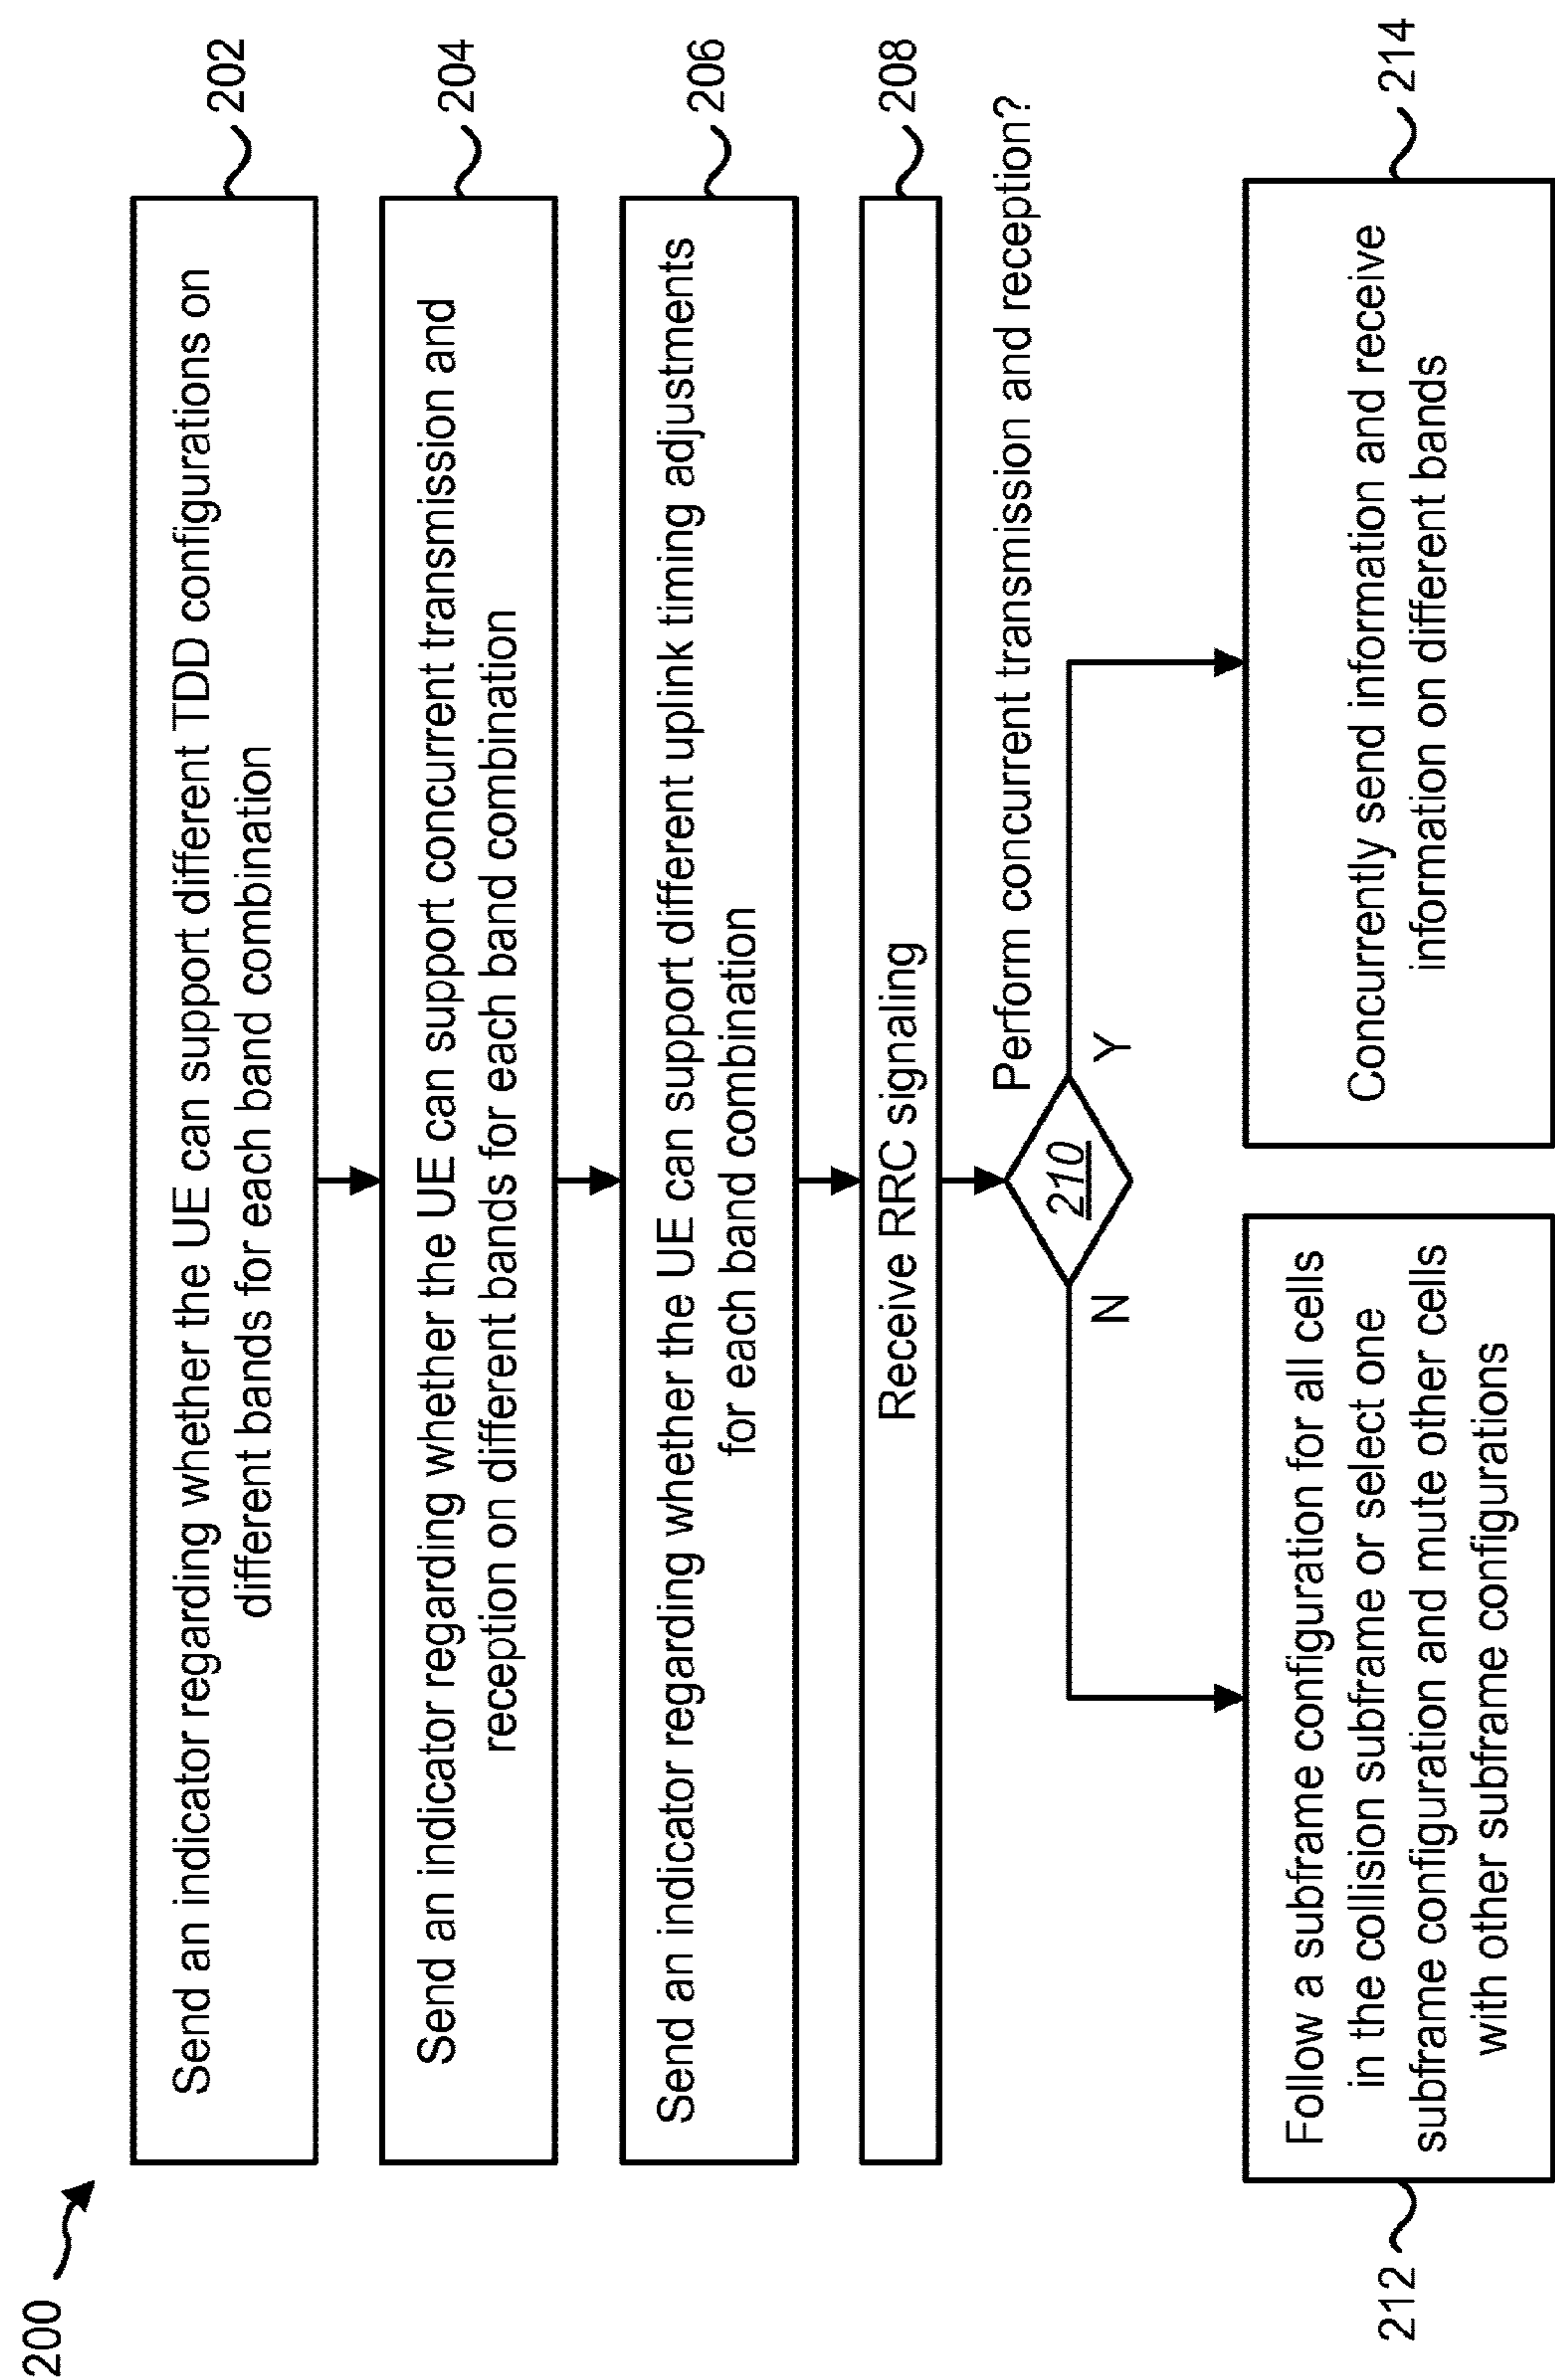 200
Send an indicator regarding whether the UE can support different TDD configurations on
different bands for each band combination
202
Send an indicator regarding whether the UE can support concurrent transmission and
reception on different bands for each band combination
204
Send an indicator regarding whether the UE can support different uplink timing adjustments
for each band combination
206
Receive RRC signaling
208
Perform concurrent transmission and reception?
210
N
Y
212
Follow a subframe configuration for all cells
in the collision subframe or select one
subframe configuration and mute other cells
with other subframe configurations
Concurrently send information and receive
information on different bands
214